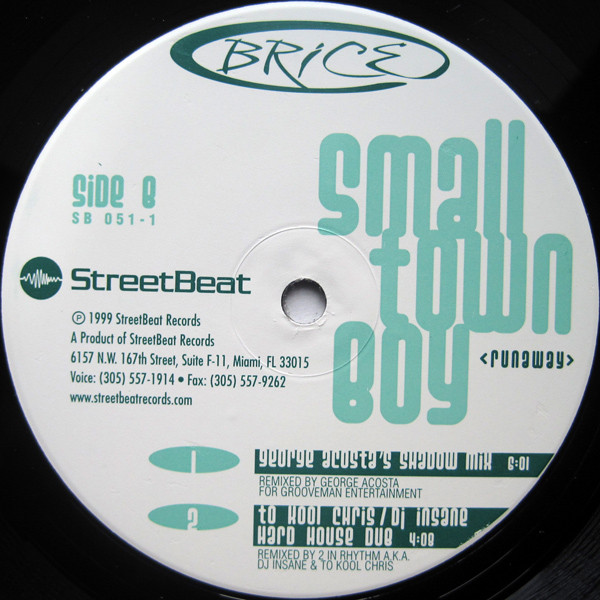 BRiCE
small
town
Boy
<runaway>
SiDe B
SB 051-1
StreetBeat
Ⓟ 1999 StreetBeat Records
A Product of StreetBeat Records
6157 N.W. 167th Street, Suite F-11, Miami, FL 33015
Voice: (305) 557-1914 • Fax: (305) 557-9262
www.streetbeatrecords.com
1 george acosta's shadow mix 6:01
REMIXED BY GEORGE ACOSTA
FOR GROOVEMAN ENTERTAINMENT
2 to Kool Chris/Dj insane
Hard House Dub 4:08
REMIXED BY 2 IN RHYTHM A.K.A.
DJ INSANE & TO KOOL CHRIS